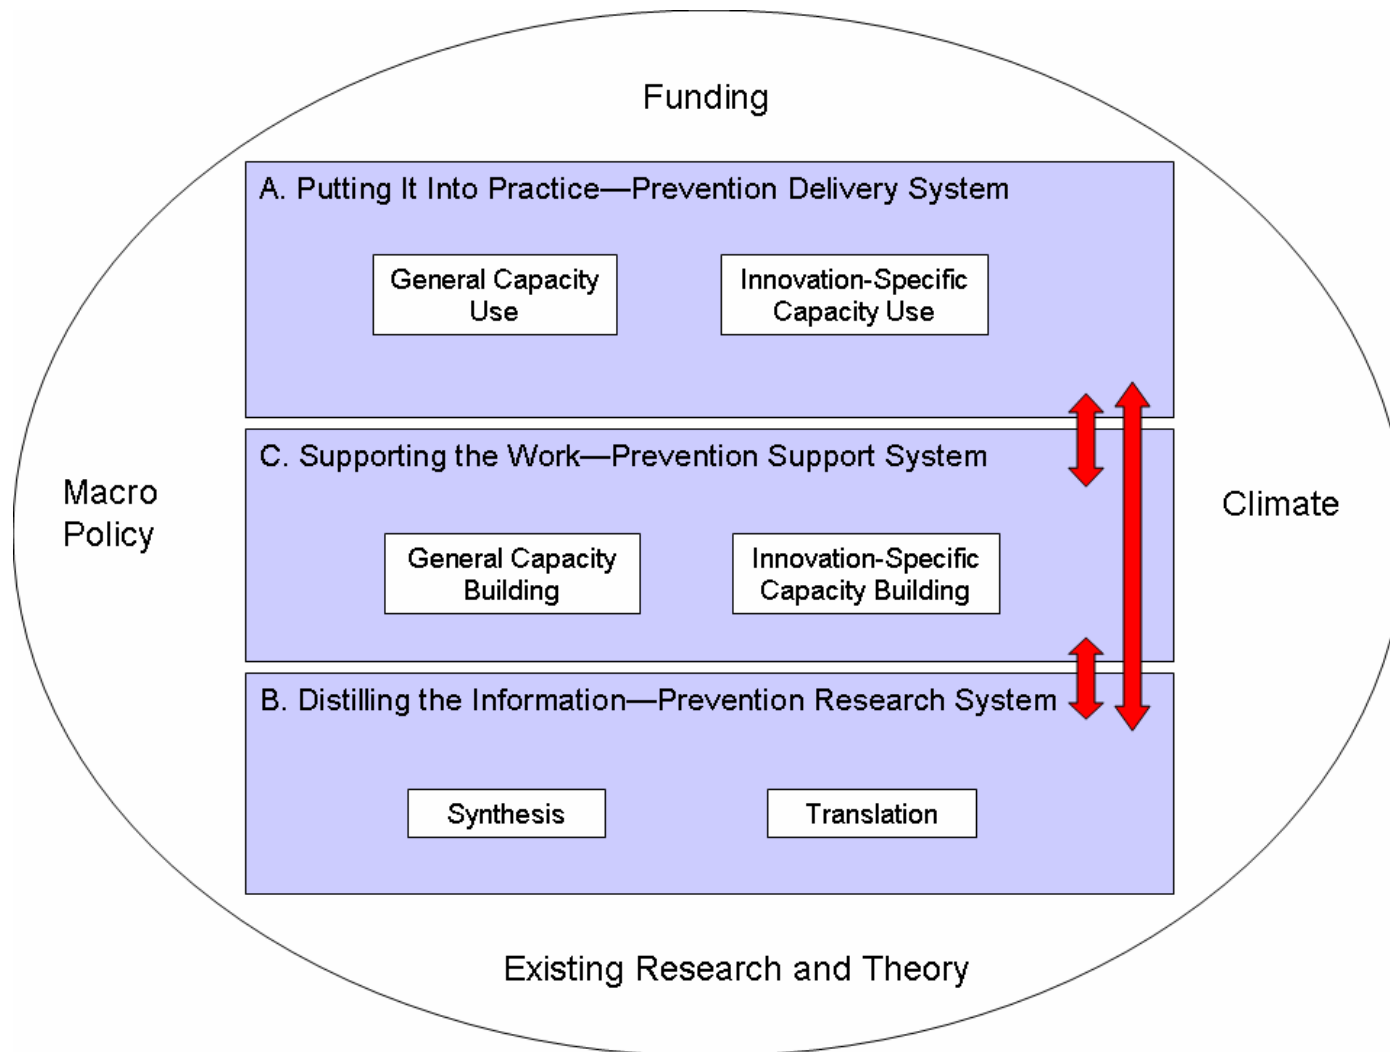 Funding
A. Putting It Into Practice—Prevention Delivery System
General Capacity
Use
Innovation-Specific
Capacity Use
C. Supporting the Work—Prevention Support System
Macro
Policy
Climate
General Capacity
Building
Innovation-Specific
Capacity Building
B. Distilling the Information—Prevention Research System
Synthesis
Translation
Existing Research and Theory